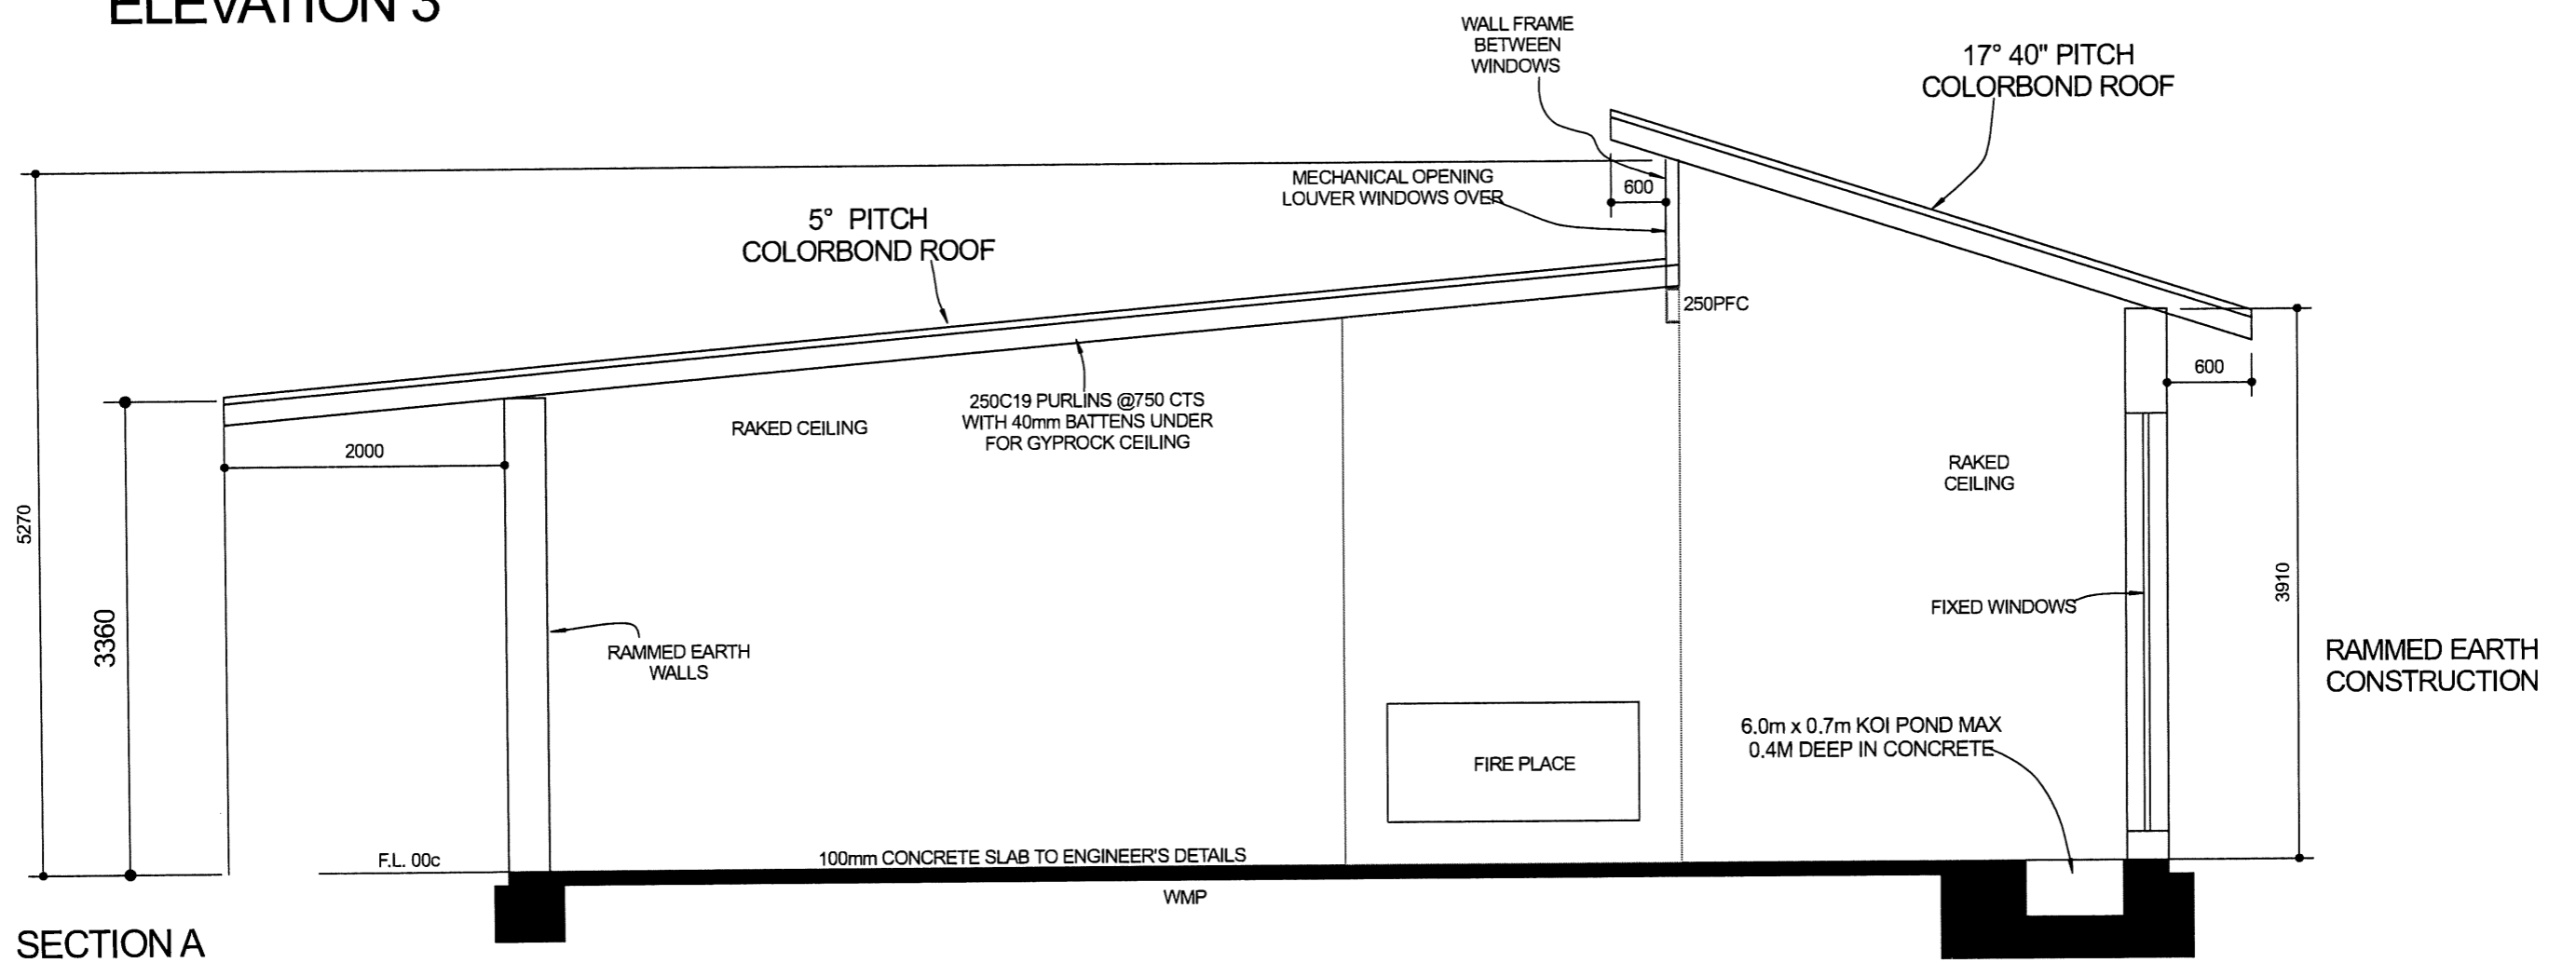 ELEVATION 3
WALL FRAME
BETWEEN
WINDOWS
17° 40" PITCH
COLORBOND ROOF
MECHANICAL OPENING
LOUVER WINDOWS OVER
600
5° PITCH
COLORBOND ROOF
250PFC
600
250C19 PURLINS @750 CTS
WITH 40mm BATTENS UNDER
FOR GYPROCK CEILING
RAKED CEILING
2000
RAKED
CEILING
5270
3360
3910
FIXED WINDOWS
RAMMED EARTH
WALLS
RAMMED EARTH
CONSTRUCTION
6.0m x 0.7m KOI POND MAX
0.4M DEEP IN CONCRETE
FIRE PLACE
F.L. 00c
100mm CONCRETE SLAB TO ENGINEER'S DETAILS
WMP
SECTION A